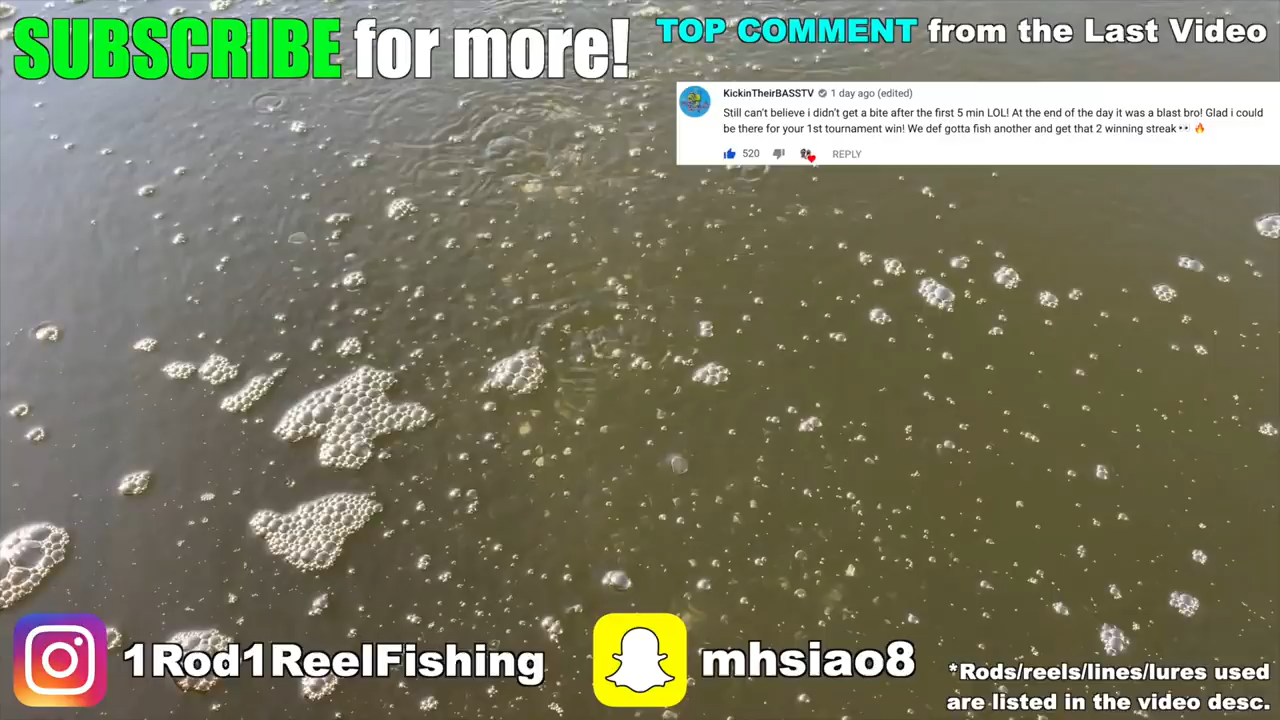 SUBSCRIBE for more!
TOP COMMENT from the Last Video
KickinTheirBASSTV 1 day ago (edited)
Still can't believe i didn't get a bite after the first 5 min LOL! At the end of the day it was a blast bro! Glad i could
be there for your 1st tournament win! We def gotta fish another and get that 2 winning streak👀 🔥
520 REPLY
1Rod1ReelFishing
mhsiao8
*Rods/reels/lines/lures used
are listed in the video desc.